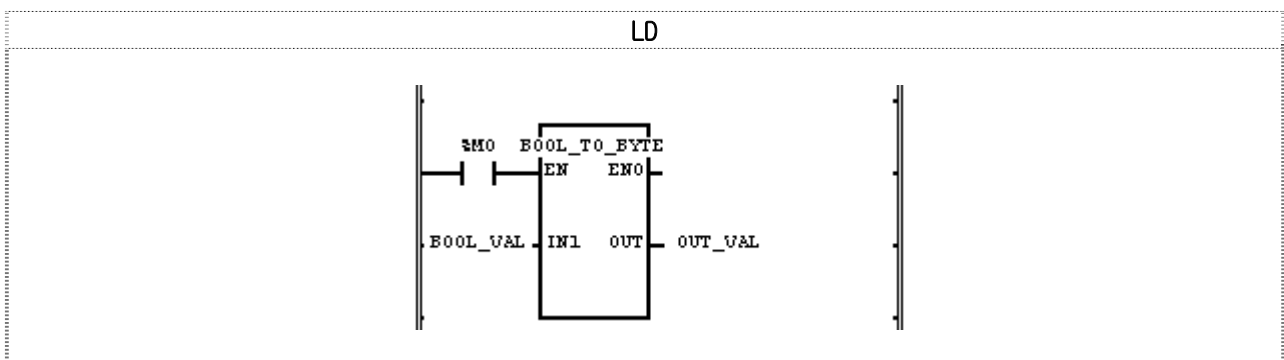 LD
%M0 BOOL_TO_BYTE
EN ENO
BOOL_VAL IN1 OUT OUT_VAL